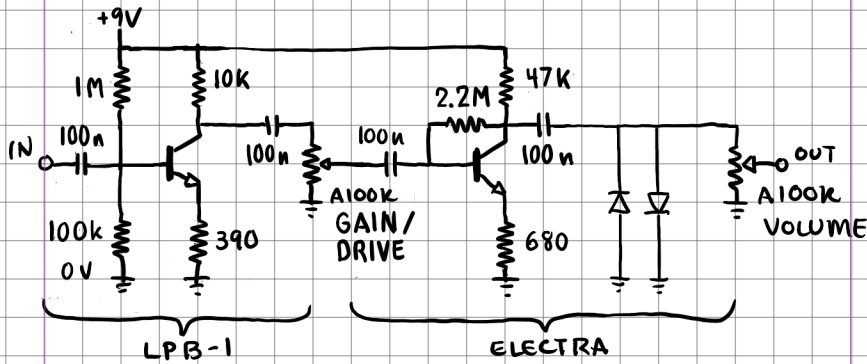 +9V
1M
10K
2.2M
47K
IN
100n
100n
100n
100n
OUT
A100K
GAIN/
DRIVE
A100K
VOLUME
100k
0V
390
680
LPB-1
ELECTRA